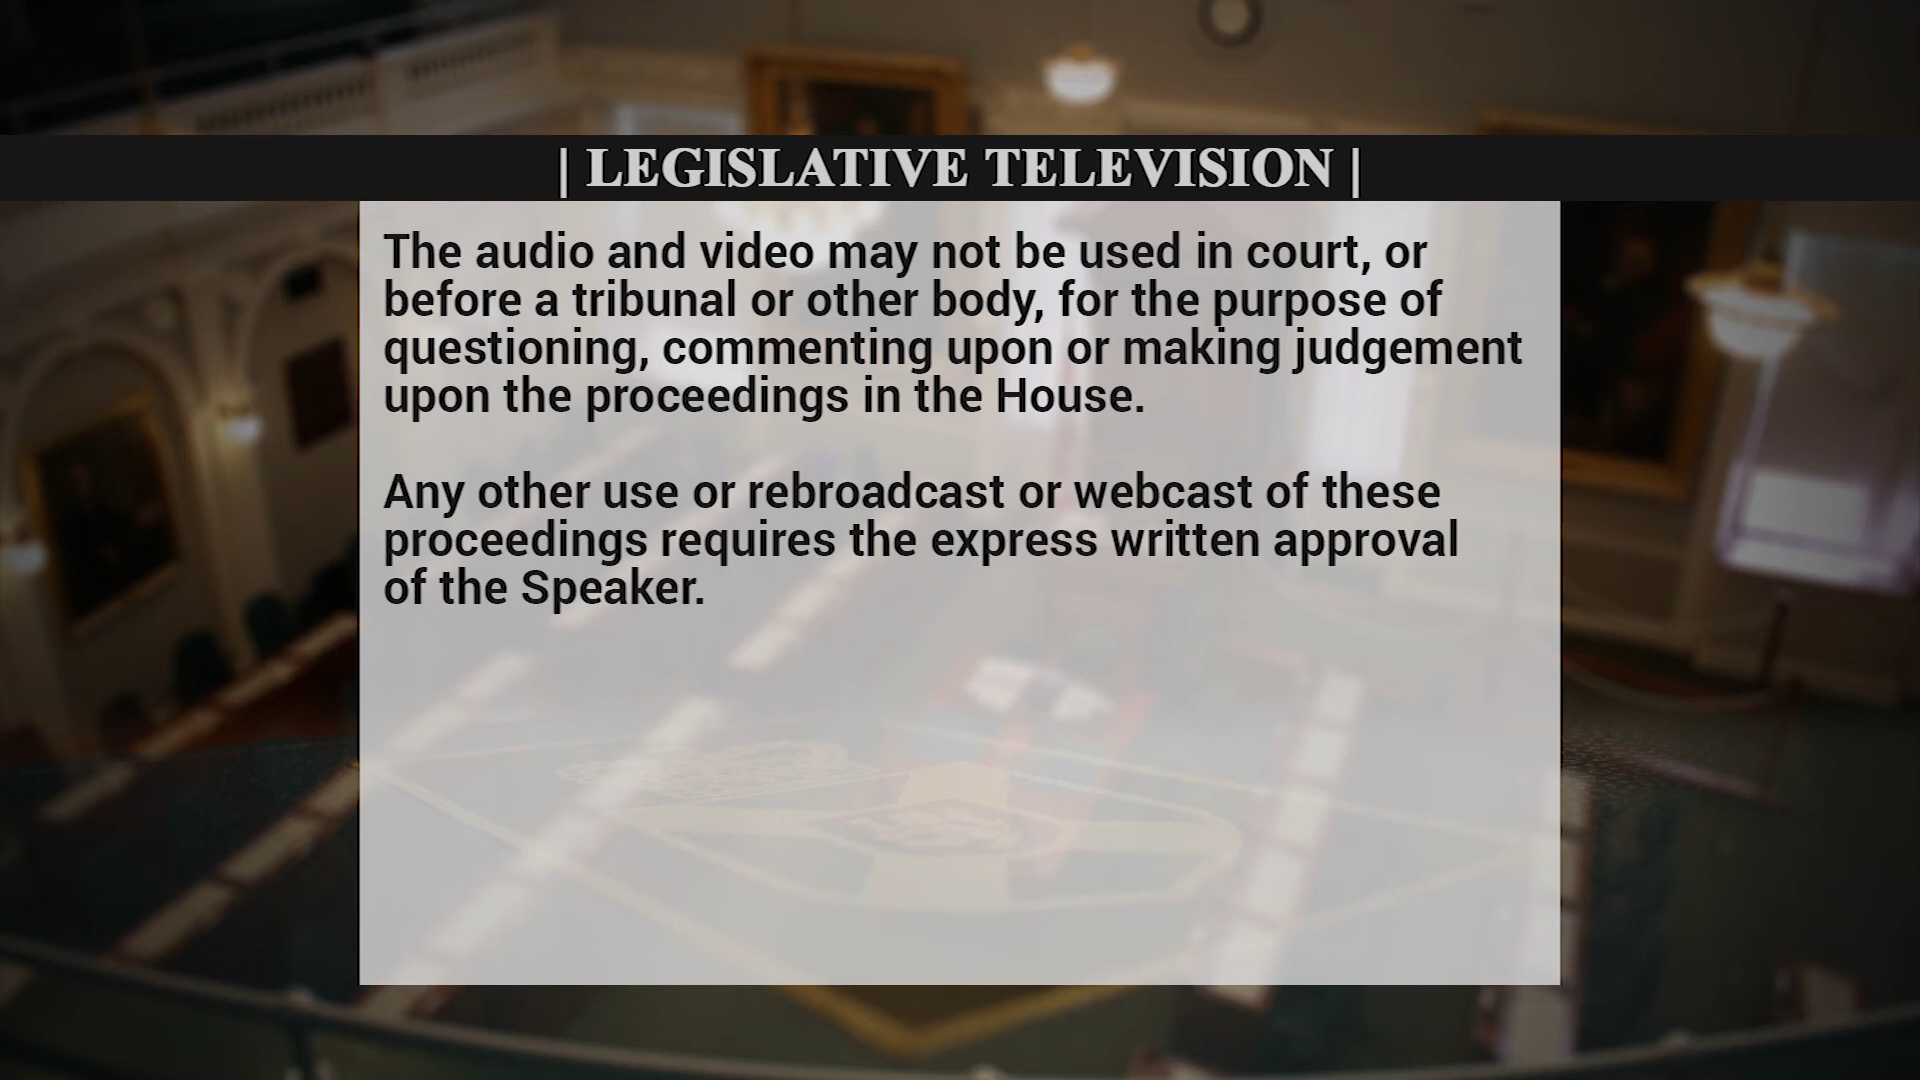 | LEGISLATIVE TELEVISION |
The audio and video may not be used in court, or
before a tribunal or other body, for the purpose of
questioning, commenting upon or making judgement
upon the proceedings in the House.
Any other use or rebroadcast or webcast of these
proceedings requires the express written approval
of the Speaker.